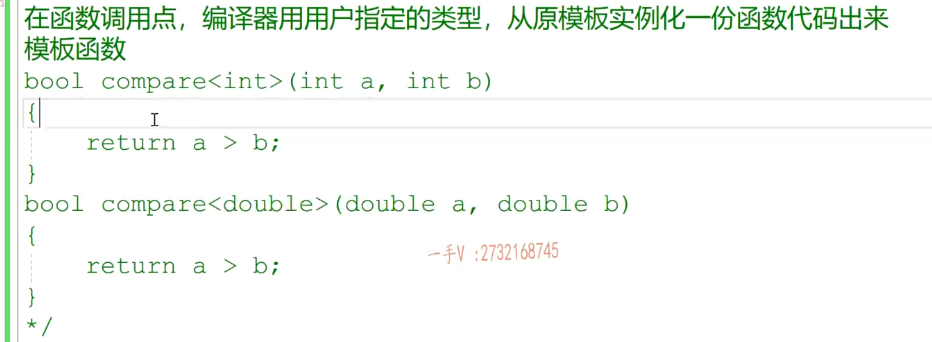 在函数调用点，编译器用用户指定的类型，从原模板实例化一份函数代码出来
模板函数
bool compare<int>(int a, int b)
{
    return a > b;
}
bool compare<double>(double a, double b)
{
    return a > b;
}
*/
一手V :2732168745